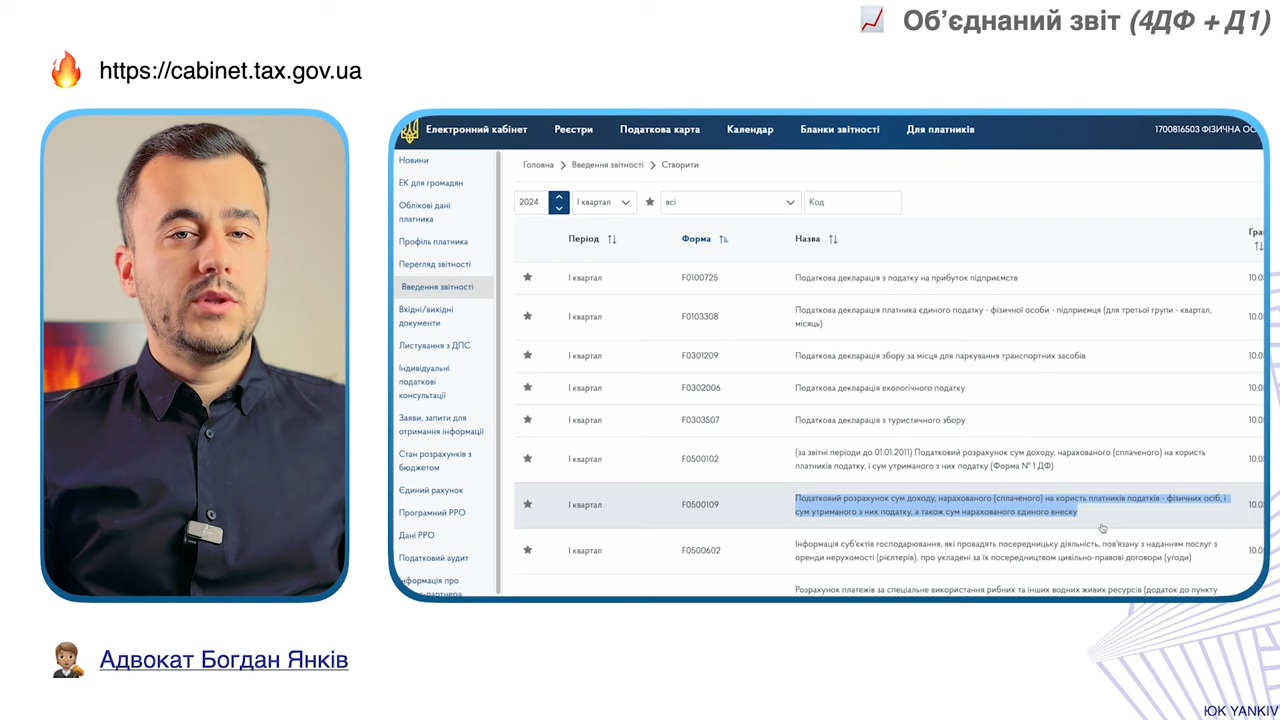 Об’єднаний звіт (4ДФ + Д1)
https://cabinet.tax.gov.ua
Електронний кабінет
Реєстри
Податкова карта
Календар
Бланки звітності
Для платників
1700816503 ФІЗИЧНА ОС
Новини
ЕК для громадян
Облікові дані
платника
Профіль платника
Перегляд звітності
Введення звітності
Вхідні/вихідні
документи
Листування з ДПС
Індивідуальні
податкові
консультації
Заяви, запити для
отримання інформації
Стан розрахунків з
бюджетом
Єдиний рахунок
Програмний РРО
Дані РРО
Податковий аудит
Головна
Введення звітності
Створити
2024
І квартал
всі
Код
Період
Форма
Назва
Гра
І квартал F0100725 Податкова декларація з податку на прибуток підприємств
І квартал F0103308 Податкова декларація платника єдиного податку - фізичної особи - підприємця (для третьої групи - квартал,
місяць)
І квартал F0301209 Податкова декларація збору за місця для паркування транспортних засобів
І квартал F0302006 Податкова декларація екологічного податку
І квартал F0303507 Податкова декларація з туристичного збору
І квартал F0500102 (за звітні періоди до 01.01.2011) Податковий розрахунок сум доходу, нарахованого (сплаченого) на користь
платників податку, і сум утриманого з них податку (Форма N° 1 ДФ)
І квартал F0500109 Податковий розрахунок сум доходу, нарахованого (сплаченого) на користь платників податків - фізичних осіб, і
сум утриманого з них податку, а також сум нарахованого єдиного внеску
І квартал F0500602 Інформація суб'єктів господарювання, які провадять посередницьку діяльність, пов'язану з наданням послуг з
оренди нерухомості (рієлтерів), про укладені за їх посередництвом цивільно-правові договори (угоди)
Розрахунок платежів за спеціальне використання рибних та інших водних живих ресурсів (додаток до пункту
Адвокат Богдан Янків
ЮК YANKIV